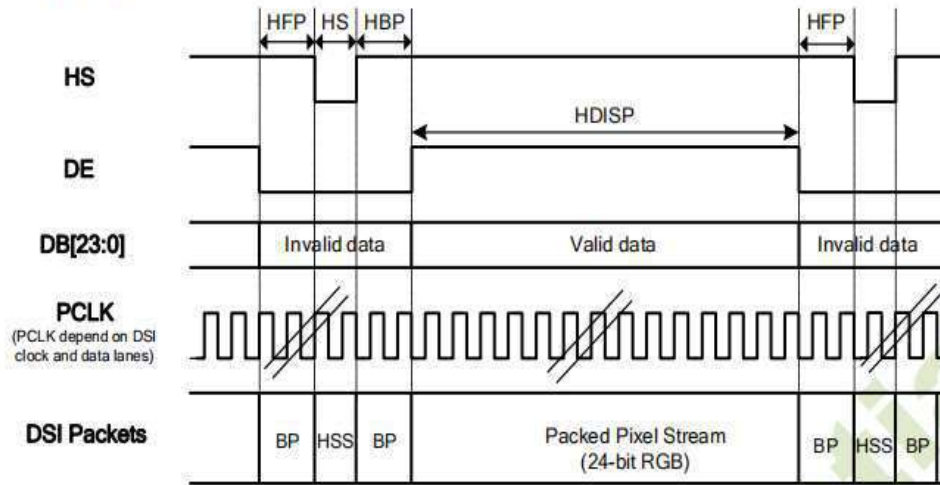 HFP HS HBP HFP
HS
HDISP
DE
DB[23:0] Invalid data Valid data Invalid data
PCLK
(PCLK depend on DSI
clock and data lanes)
DSI Packets BP HSS BP Packed Pixel Stream BP HSS BP
(24-bit RGB)